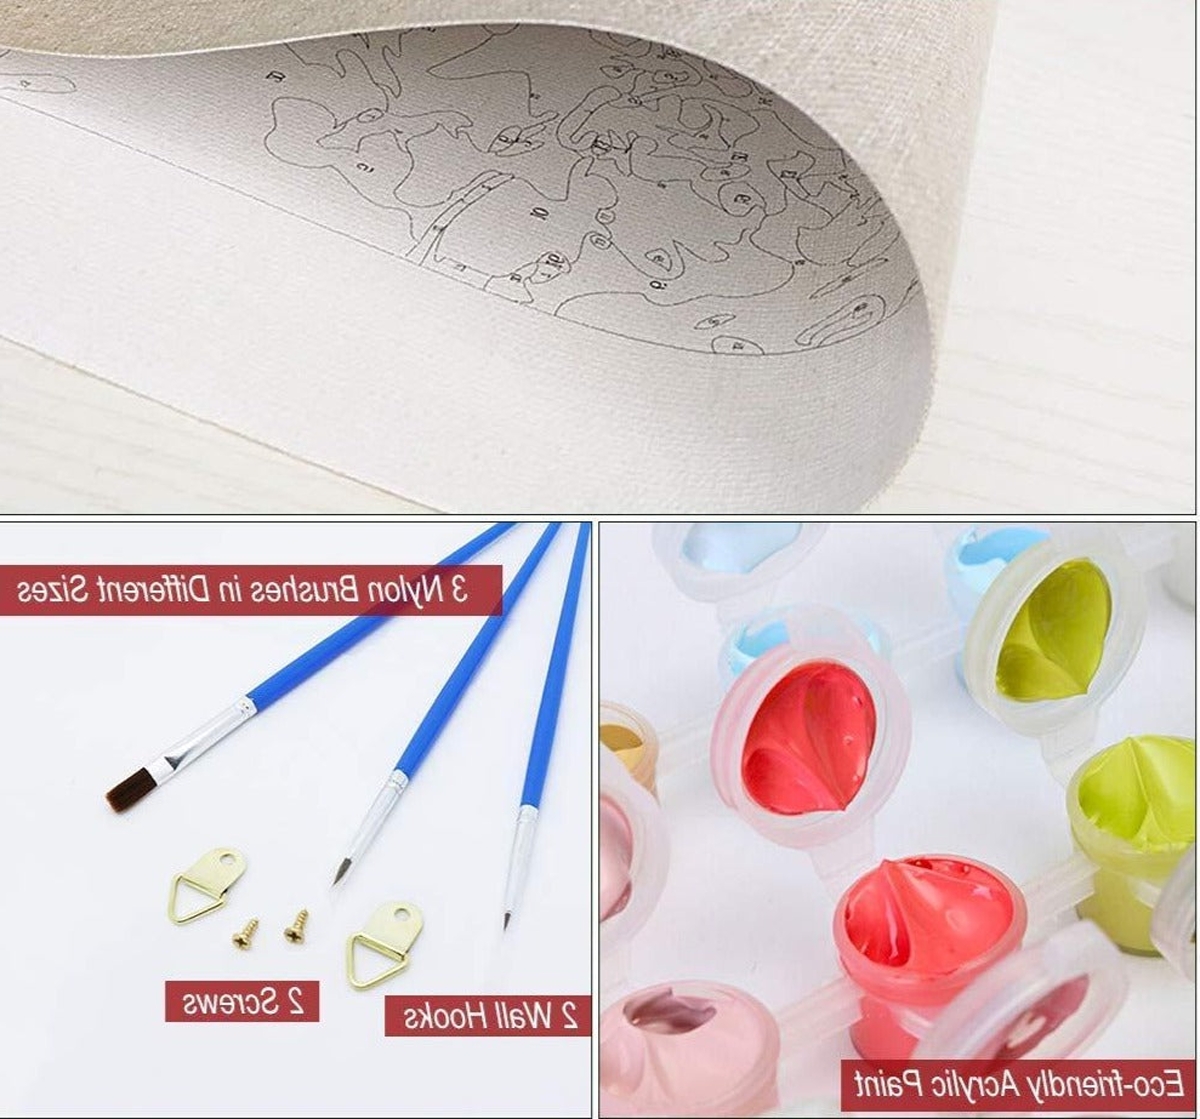 3 Nylon Brushes in Different Sizes
2 Screws
2 Wall Hooks
Eco-friendly Acrylic Paint